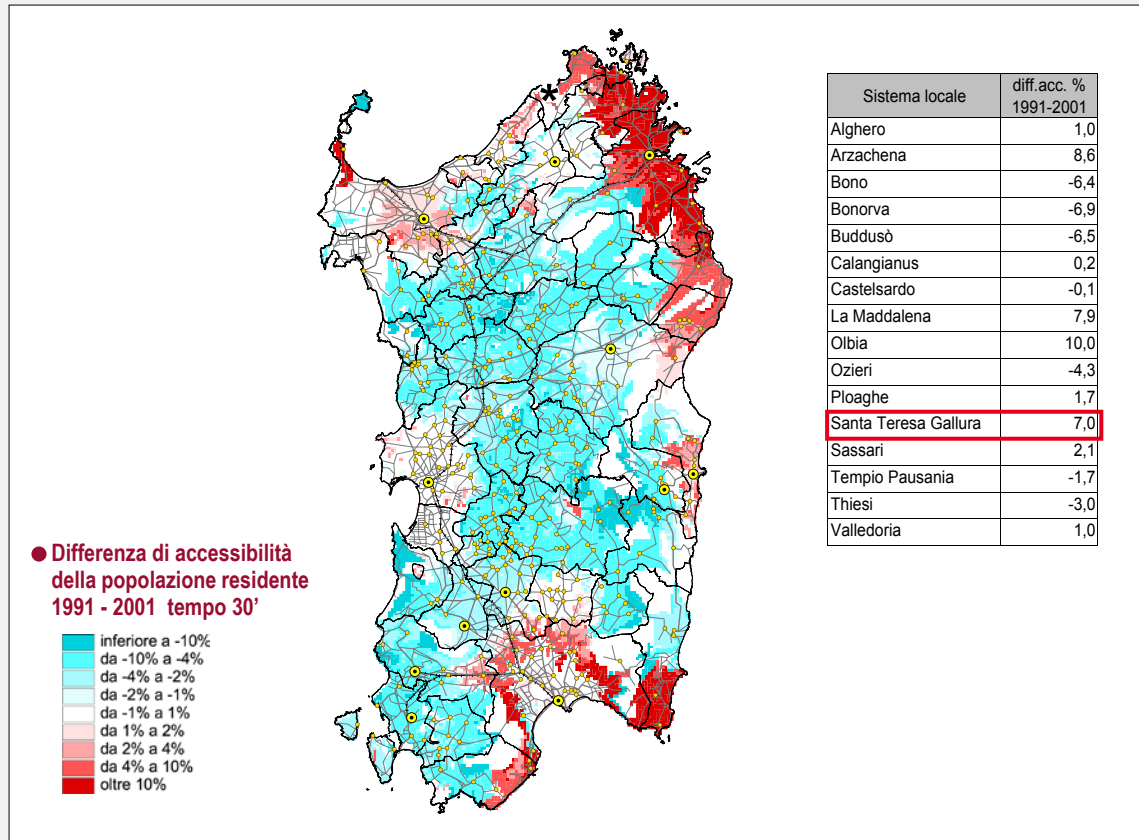 Sistema locale diff.acc. % 1991-2001
Alghero 1,0
Arzachena 8,6
Bono -6,4
Bonorva -6,9
Buddusò -6,5
Calangianus 0,2
Castelsardo -0,1
La Maddalena 7,9
Olbia 10,0
Ozieri -4,3
Ploaghe 1,7
Santa Teresa Gallura 7,0
Sassari 2,1
Tempio Pausania -1,7
Thiesi -3,0
Valledoria 1,0
*
Differenza di accessibilità
della popolazione residente
1991 - 2001 tempo 30’
inferiore a -10%
da -10% a -4%
da -4% a -2%
da -2% a -1%
da -1% a 1%
da 1% a 2%
da 2% a 4%
da 4% a 10%
oltre 10%